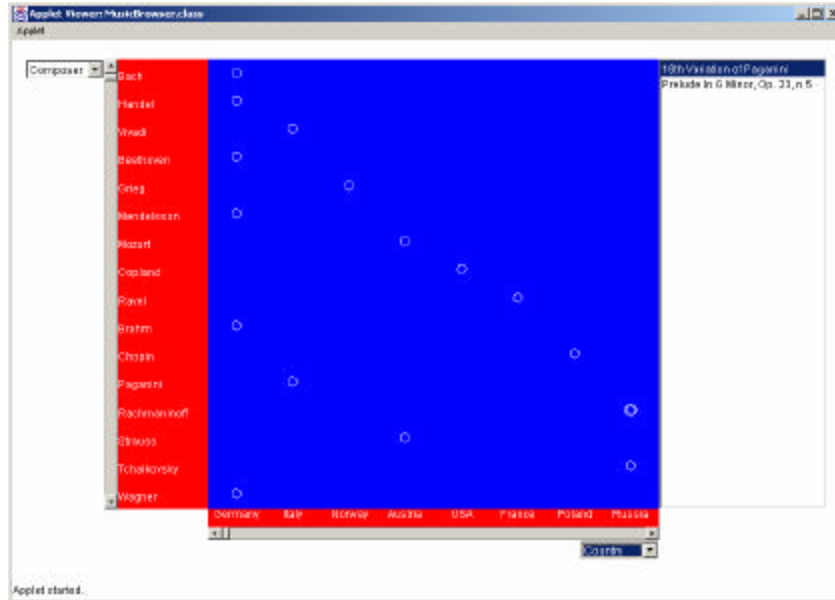 Applet Viewer: MusicBrowser.class
Applet
Composer
Bach
Handel
Vivaldi
Beethoven
Grieg
Mendelssohn
Mozart
Copland
Ravel
Brahm
Chopin
Paganini
Rachmaninoff
Strauss
Tchaikovsky
Wagner
Germany Italy Norway Austria USA France Poland Russia
Country
18th Variation of Paganini
Prelude in G Minor, Op. 23, n 5
Applet started.